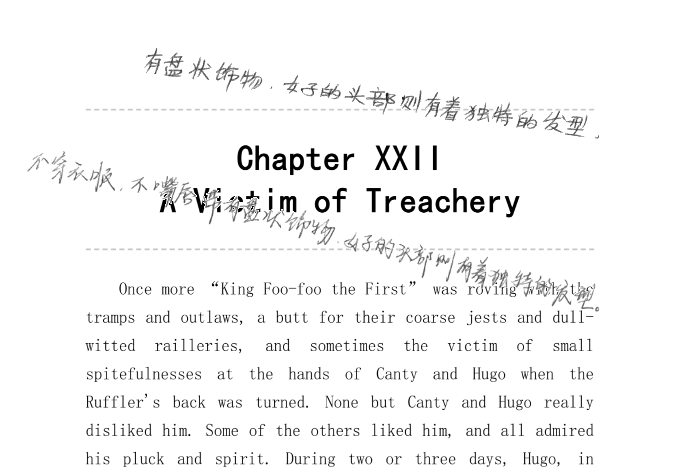 有盘状饰物．女子的头部则有着独特的发型，
Chapter XXII
不穿衣服．不嘴唇 盘状饰物．女子的头部则有着独特的发型。
A Victim of Treachery
Once more “King Foo-foo the First” was roving with the
tramps and outlaws, a butt for their coarse jests and dull-
witted railleries, and sometimes the victim of small
spitefulnesses at the hands of Canty and Hugo when the
Ruffler's back was turned. None but Canty and Hugo really
disliked him. Some of the others liked him, and all admired
his pluck and spirit. During two or three days, Hugo, in